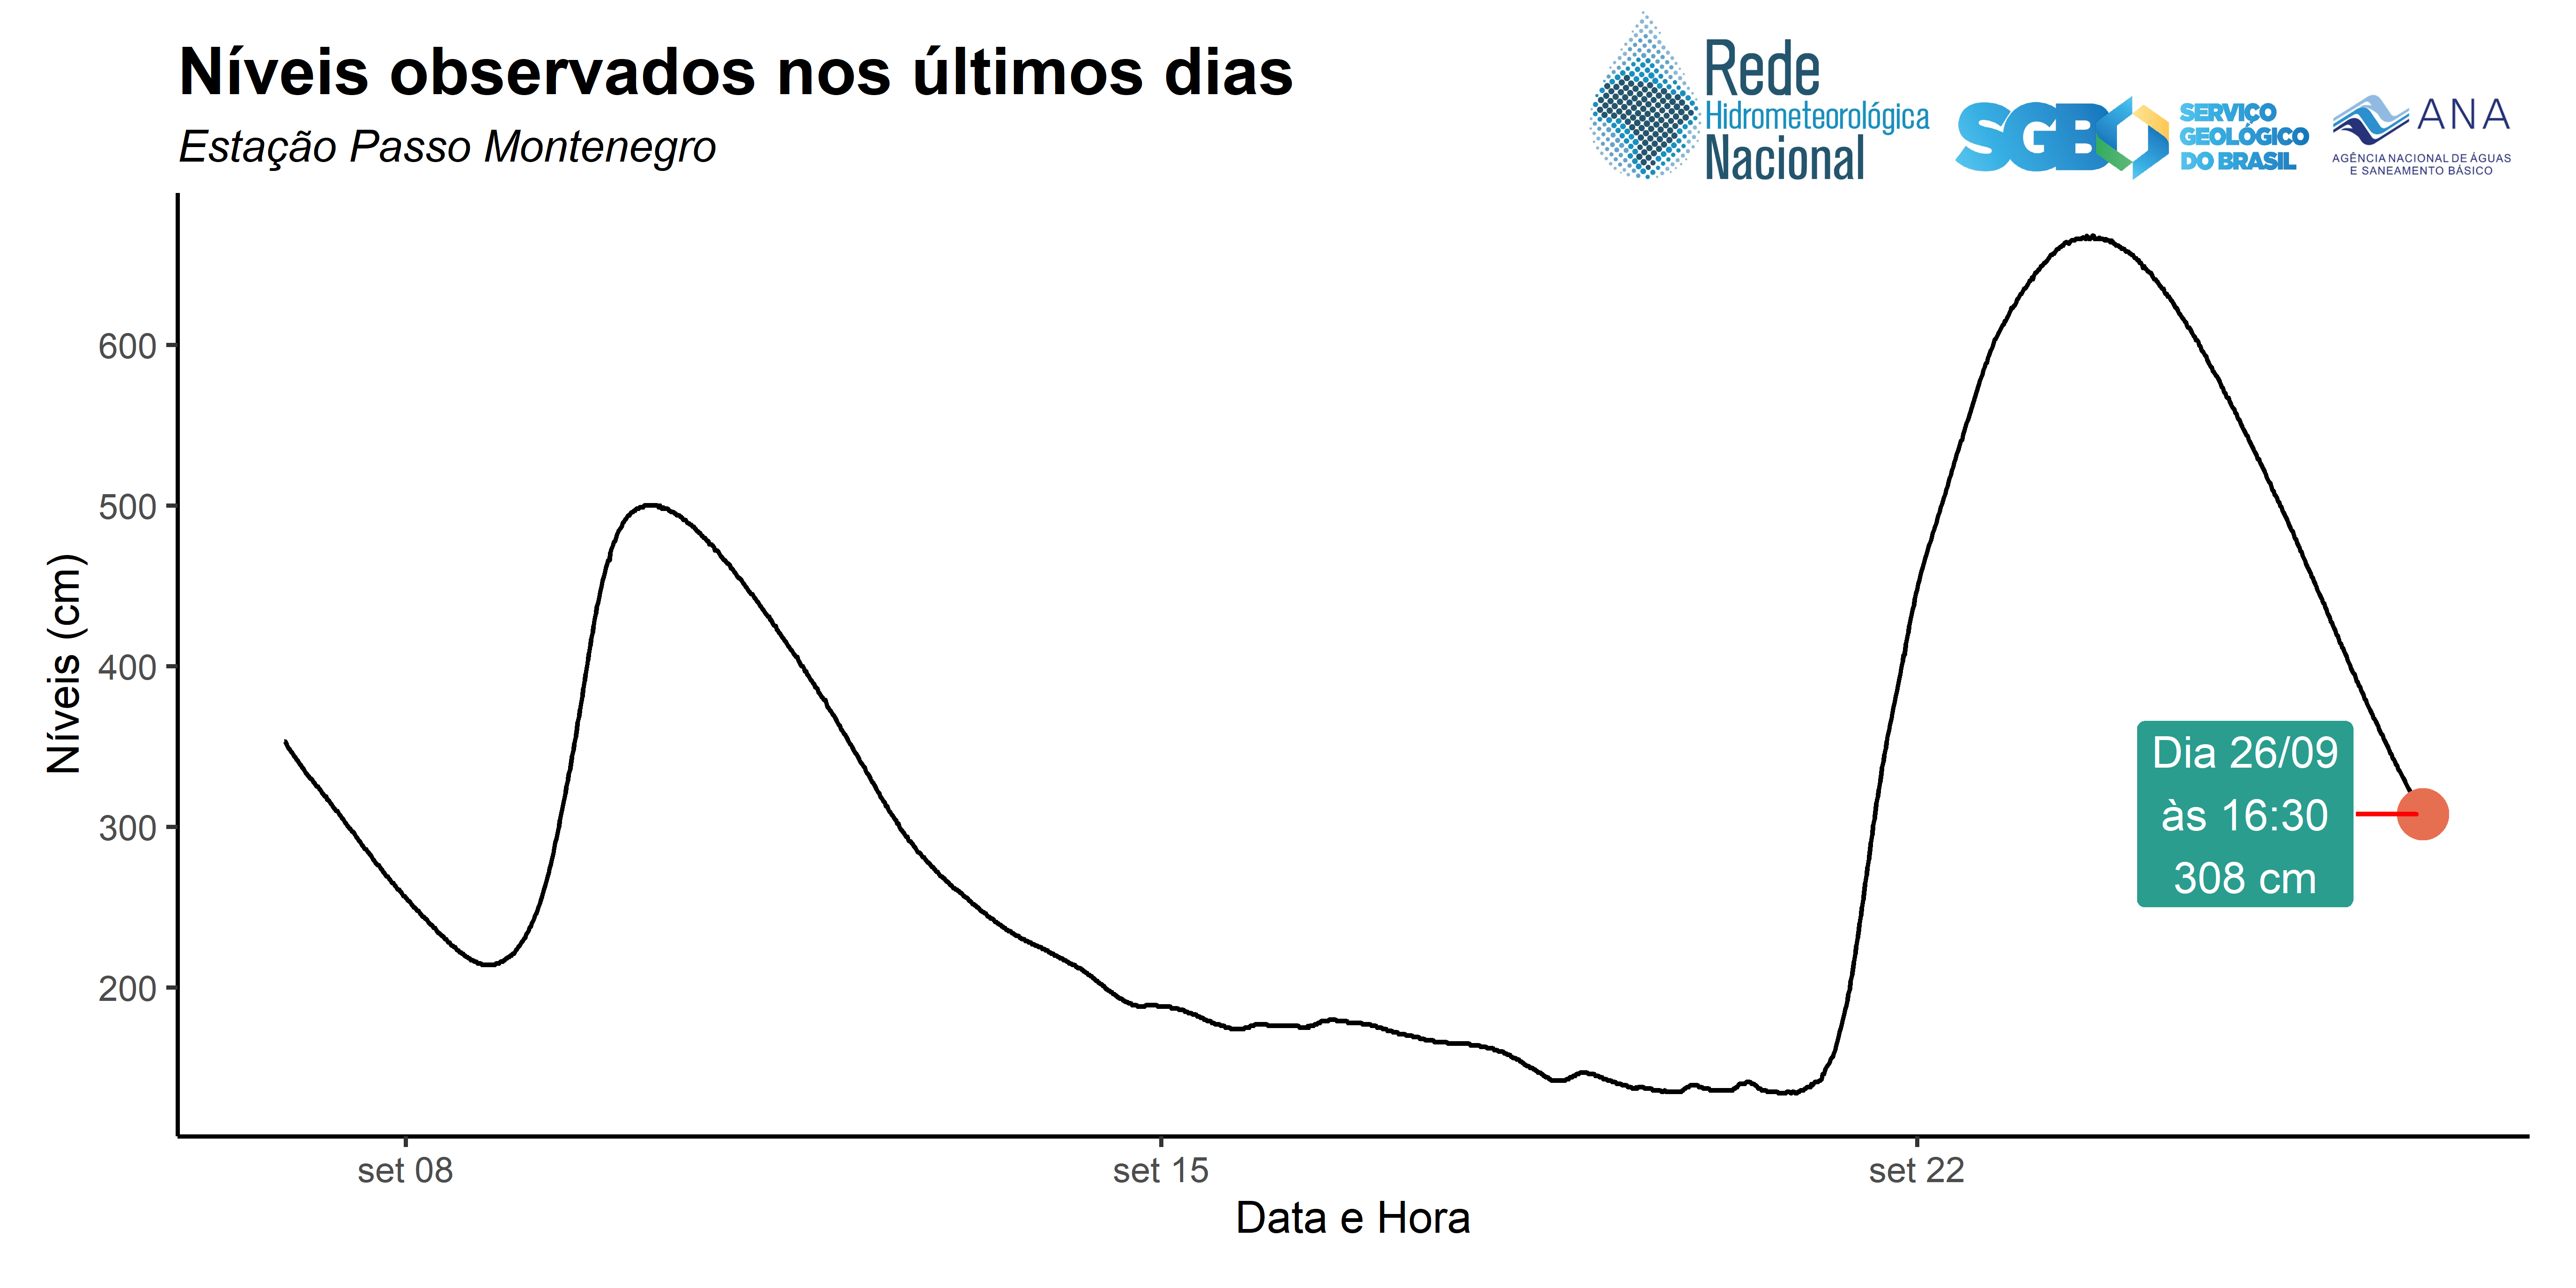 Níveis observados nos últimos dias
Estação Passo Montenegro
Rede
Hidrometeorológica
Nacional
SGB
SERVIÇO
GEOLÓGICO
DO BRASIL
ANA
AGÊNCIA NACIONAL DE ÁGUAS
E SANEAMENTO BÁSICO
Níveis (cm)
600
500
400
300
200
Dia 26/09
às 16:30
308 cm
set 08
set 15
set 22
Data e Hora